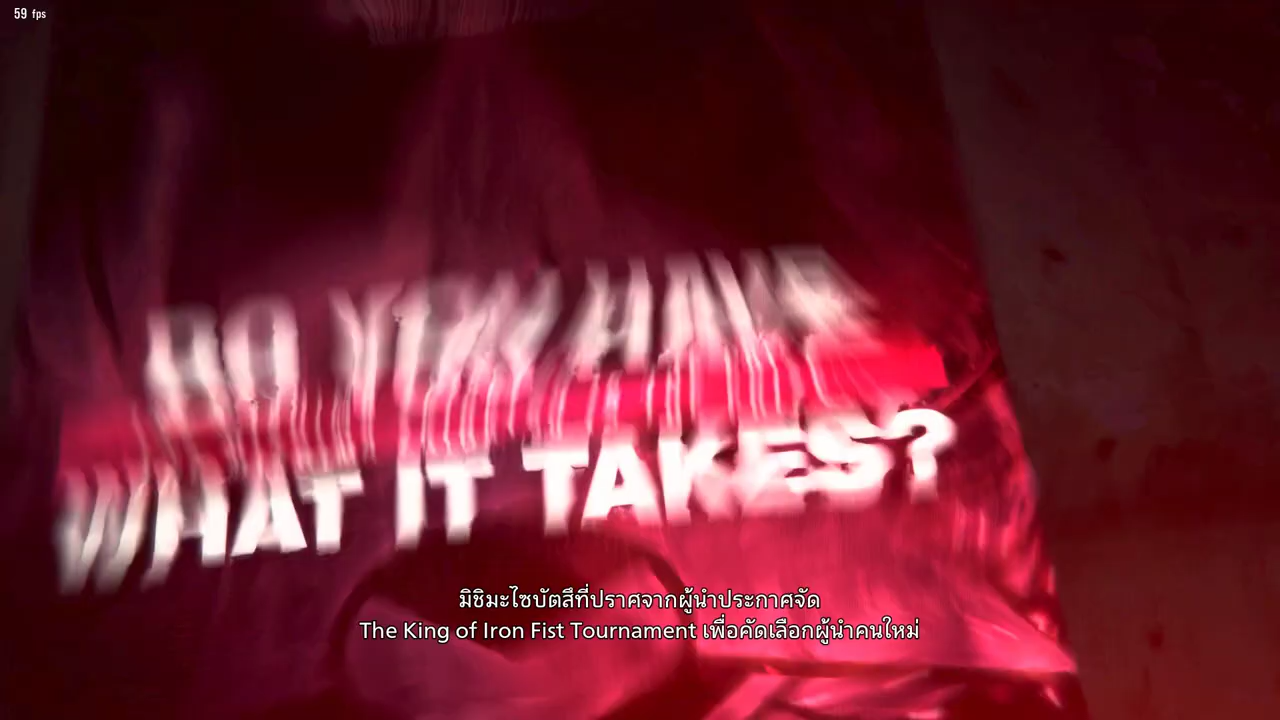 59 fps
DO YOU HAVE
WHAT IT TAKES?
มิชิมะไซบัตสึที่ปราศจากผู้นำประกาศจัด
The King of Iron Fist Tournament เพื่อคัดเลือกผู้นำคนใหม่